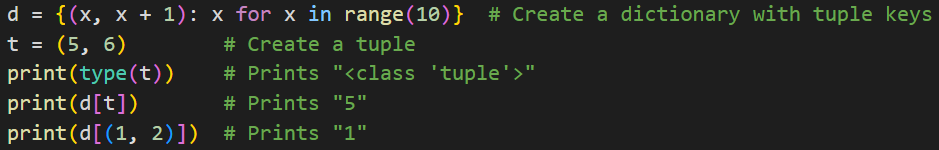 d = {(x, x + 1): x for x in range(10)}  # Create a dictionary with tuple keys
t = (5, 6)        # Create a tuple
print(type(t))    # Prints "<class 'tuple'>"
print(d[t])       # Prints "5"
print(d[(1, 2)])  # Prints "1"